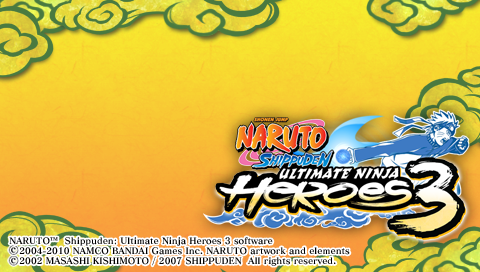 SHONEN JUMP
NARUTO
SHIPPUDEN
ULTIMATE NINJA
HEROES 3
NARUTO™ Shippuden: Ultimate Ninja Heroes 3 software
©2004-2010 NAMCO BANDAI Games Inc. NARUTO artwork and elements
©2002 MASASHI KISHIMOTO / 2007 SHIPPUDEN All rights reserved.